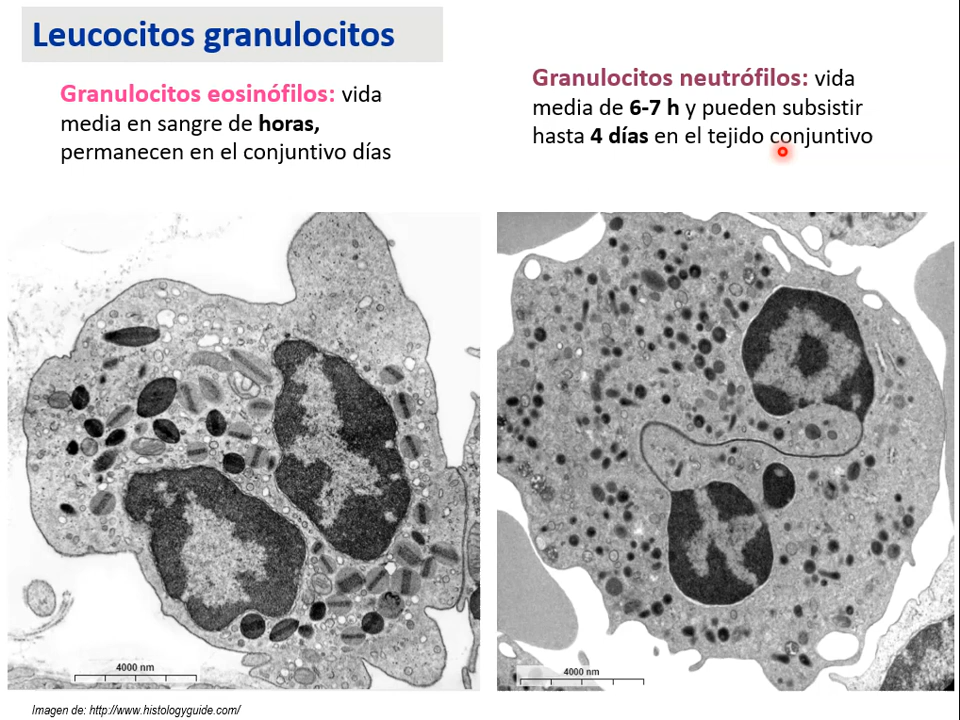 Leucocitos granulocitos
Granulocitos eosinófilos: vida
media en sangre de horas,
permanecen en el conjuntivo días
Granulocitos neutrófilos: vida
media de 6-7 h y pueden subsistir
hasta 4 días en el tejido conjuntivo
4000 nm
4000 nm
Imagen de: http://www.histologyguide.com/